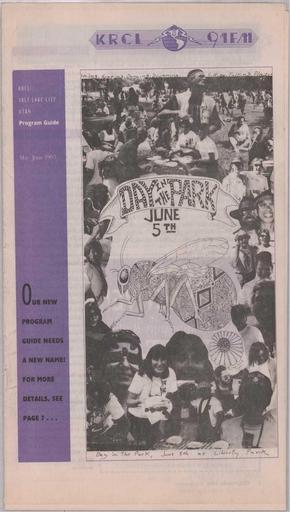 KRCL 91FM
KRCL
SALT LAKE CITY
UTAH
Program Guide
May/June 1993
DAY IN THE PARK
JUNE
5TH
OUR NEW
PROGRAM
GUIDE NEEDS
A NEW NAME!
FOR MORE
DETAILS, SEE
PAGE 7 . . .
Day in the Park, June 5th at Liberty Park